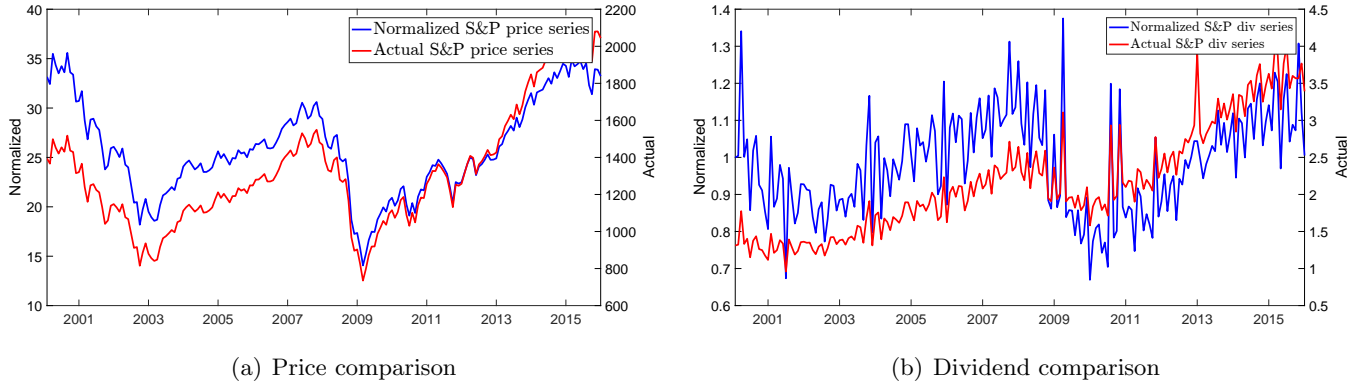 Normalized S&P price series
Actual S&P price series
40
35
30
25
20
15
10
Normalized
2200
2000
1800
1600
1400
1200
1000
800
600
Actual
2001 2003 2005 2007 2009 2011 2013 2015
(a) Price comparison
Normalized S&P div series
Actual S&P div series
1.4
1.3
1.2
1.1
1
0.9
0.8
0.7
0.6
Normalized
4.5
4
3.5
3
2.5
2
1.5
1
0.5
Actual
2001 2003 2005 2007 2009 2011 2013 2015
(b) Dividend comparison